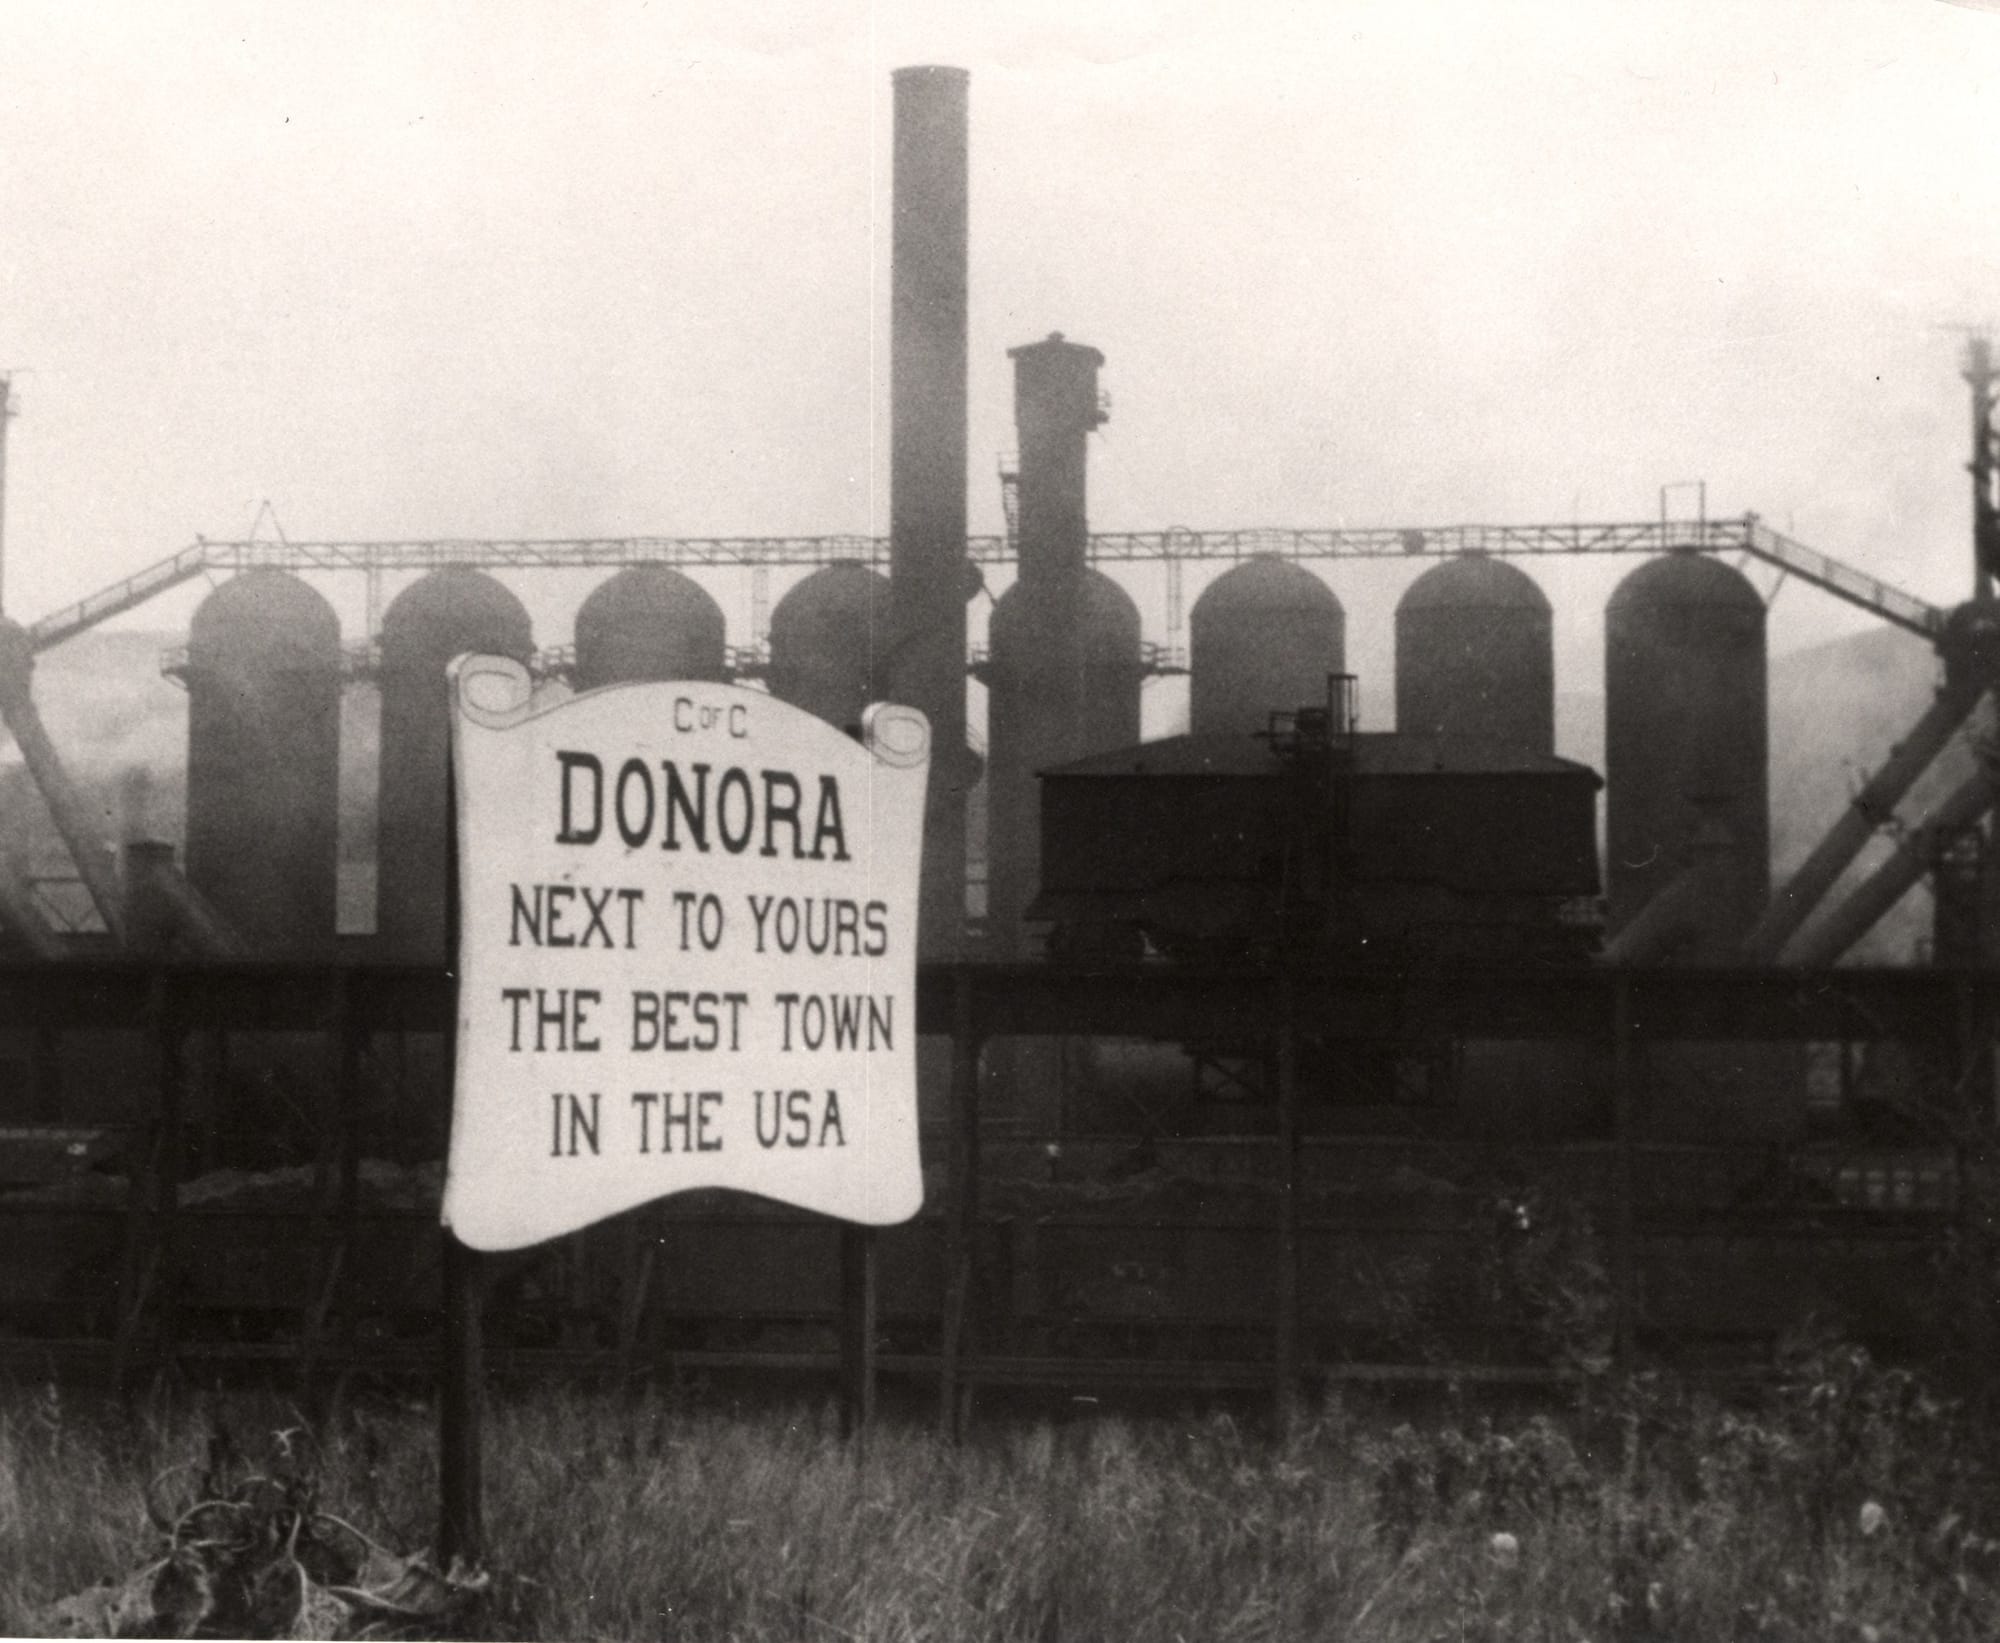 C OF C
DONORA
NEXT TO YOURS
THE BEST TOWN
IN THE USA